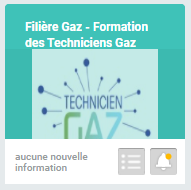 Filière Gaz - Formation
des Techniciens Gaz
TECHNICIEN
GAZ
aucune nouvelle
information